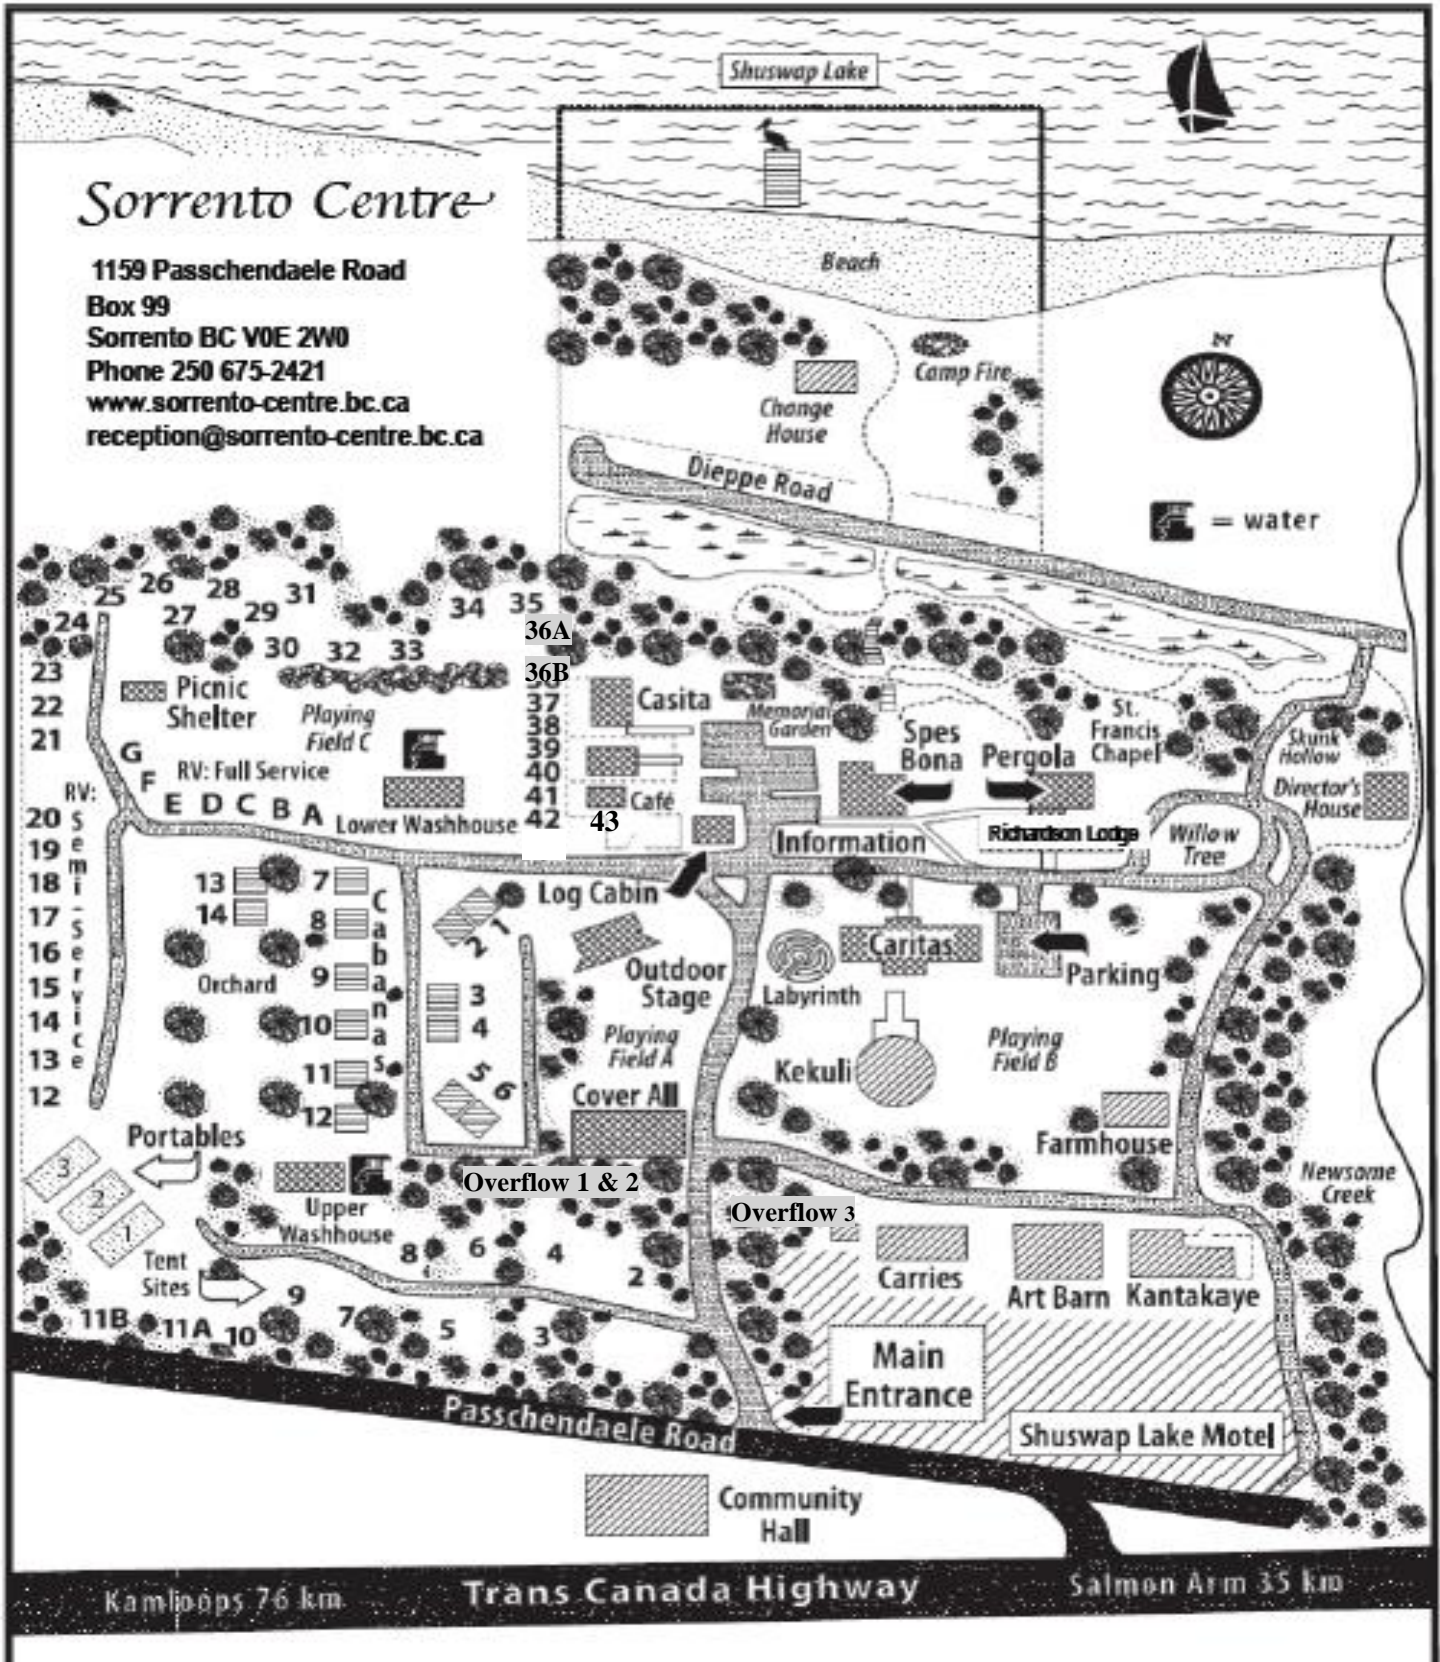 Shuswap Lake
Sorrento Centre
1159 Passchendaele Road
Box 99
Sorrento BC V0E 2W0
Phone 250 675-2421
www.sorrento-centre.bc.ca
reception@sorrento-centre.bc.ca
Beach
N
Camp Fire
Change
House
Dieppe Road
= water
25
26
28
31
24
27
29
34
35
36A
30
32
33
23
36B
Picnic
Shelter
22
Playing
Field C
37
38
Casita
Memorial
Garden
Spes
Bona
Pergola
St.
Francis
Chapel
Skunk
Hollow
21
G
F
RV: Full Service
39
40
RV:
Semi-Service
E D C B A
41
Café
Director's
House
20
Lower Washhouse
42
43
Information
Richardson Lodge
Willow
Tree
19
18
13
7
Cabanas
Log Cabin
17
14
8
2 1
16
Caritas
15
Orchard
9
3
Outdoor
Stage
Labyrinth
Parking
14
10
4
Playing
Field A
Playing
Field B
13
11
5
6
Kekuli
12
12
Cover All
Portables
Farmhouse
3
2
1
Upper
Washhouse
Overflow 1 & 2
Newsome
Creek
Overflow 3
Tent
Sites
8
6
4
2
Carries
Art Barn
Kantakaye
9
11B
11A
10
7
5
3
Main
Entrance
Passchendaele Road
Shuswap Lake Motel
Community
Hall
Kamloops 76 km
Trans Canada Highway
Salmon Arm 35 km